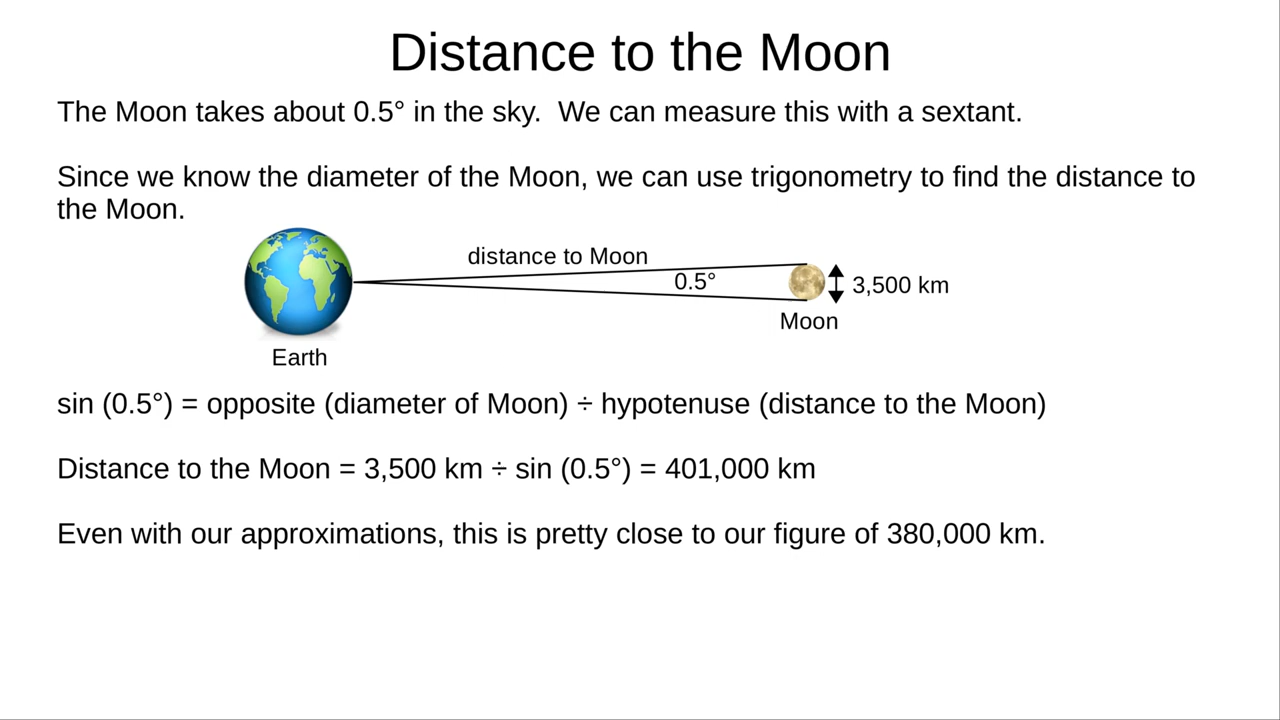 Distance to the Moon
The Moon takes about 0.5° in the sky.  We can measure this with a sextant.
Since we know the diameter of the Moon, we can use trigonometry to find the distance to
the Moon.
distance to Moon
0.5°
3,500 km
Moon
Earth
sin (0.5°) = opposite (diameter of Moon) ÷ hypotenuse (distance to the Moon)
Distance to the Moon = 3,500 km ÷ sin (0.5°) = 401,000 km
Even with our approximations, this is pretty close to our figure of 380,000 km.